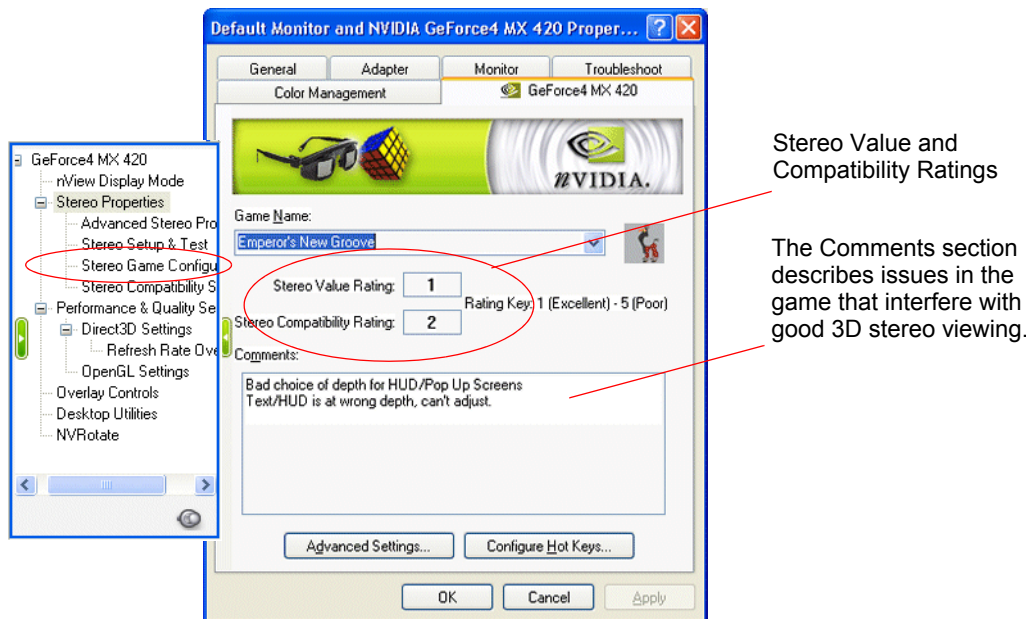 Default Monitor and NVIDIA GeForce4 MX 420 Proper...
General
Adapter
Monitor
Troubleshoot
Color Management
GeForce4 MX 420
nVIDIA.
GeForce4 MX 420
nView Display Mode
Stereo Properties
Advanced Stereo Pro
Stereo Setup & Test
Stereo Game Configu
Stereo Compatibility S
Performance & Quality Se
Direct3D Settings
Refresh Rate Ove
OpenGL Settings
Overlay Controls
Desktop Utilities
NVRotate
Game Name:
Emperor's New Groove
Stereo Value Rating:
1
Rating Key: 1 (Excellent) - 5 (Poor)
Stereo Compatibility Rating:
2
Comments:
Bad choice of depth for HUD/Pop Up Screens
Text/HUD is at wrong depth, can't adjust.
Advanced Settings...
Configure Hot Keys...
OK
Cancel
Apply
Stereo Value and
Compatibility Ratings
The Comments section
describes issues in the
game that interfere with
good 3D stereo viewing.